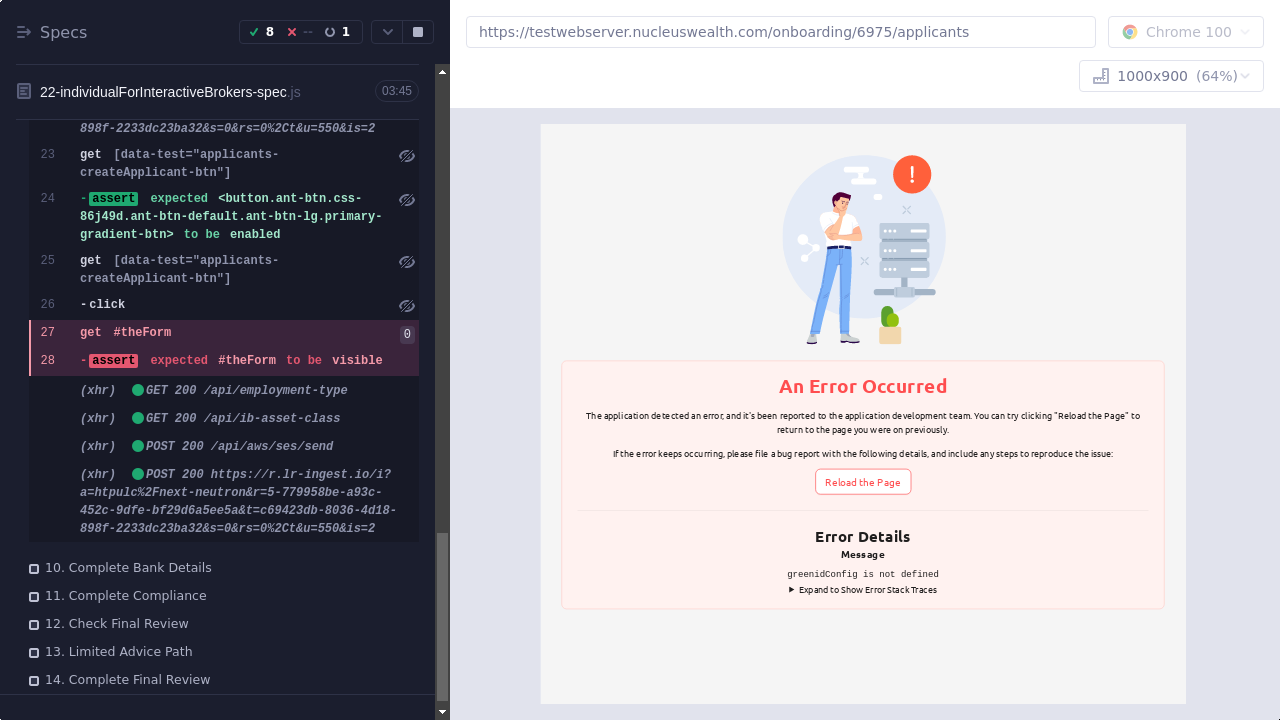 Specs
8
--
1
22-individualForInteractiveBrokers-spec.js
03:45
898f-2233dc23ba32&s=0&rs=0%2Ct&u=550&is=2
23 get [data-test="applicants-
createApplicant-btn"]
24 -assert expected <button.ant-btn.css-
86j49d.ant-btn-default.ant-btn-lg.primary-
gradient-btn> to be enabled
25 get [data-test="applicants-
createApplicant-btn"]
26 -click
27 get #theForm 0
28 -assert expected #theForm to be visible
(xhr) GET 200 /api/employment-type
(xhr) GET 200 /api/ib-asset-class
(xhr) POST 200 /api/aws/ses/send
(xhr) POST 200 https://r.lr-ingest.io/i?
a=htpulc%2Fnext-neutron&r=5-779958be-a93c-
452c-9dfe-bf29d6a5ee5a&t=c69423db-8036-4d18-
898f-2233dc23ba32&s=0&rs=0%2Ct&u=550&is=2
10. Complete Bank Details
11. Complete Compliance
12. Check Final Review
13. Limited Advice Path
14. Complete Final Review
https://testwebserver.nucleuswealth.com/onboarding/6975/applicants
Chrome 100
1000x900 (64%)
!
An Error Occurred
The application detected an error, and it's been reported to the application development team. You can try clicking "Reload the Page" to
return to the page you were on previously.
If the error keeps occurring, please file a bug report with the following details, and include any steps to reproduce the issue:
Reload the Page
Error Details
Message
greenidConfig is not defined
Expand to Show Error Stack Traces